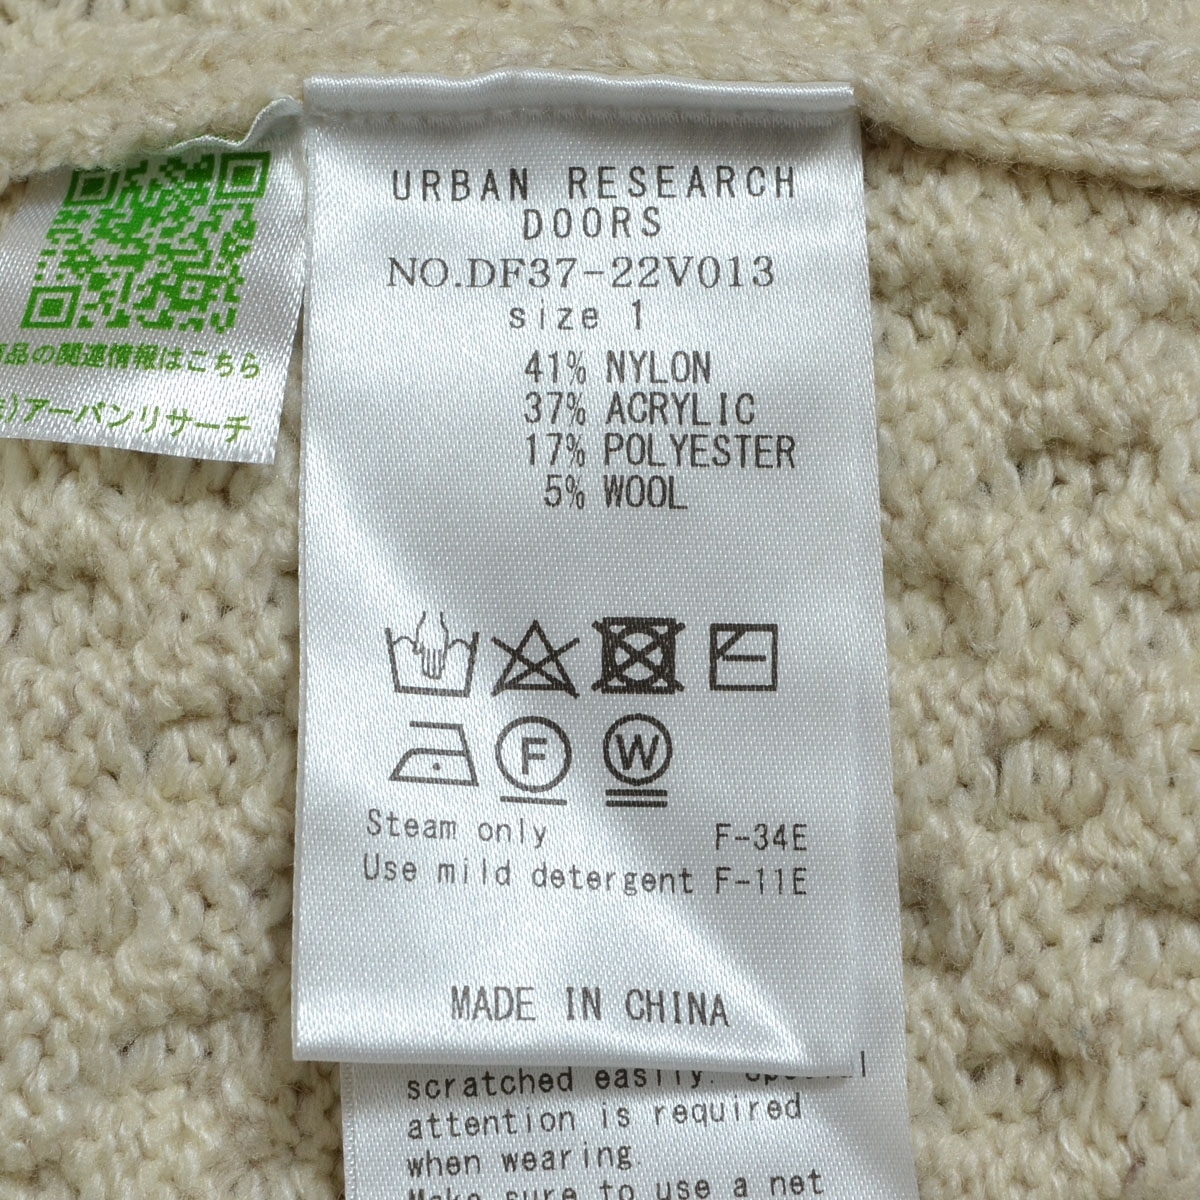 URBAN RESEARCH
DOORS
NO.DF37-22V013
size 1
41% NYLON
37% ACRYLIC
17% POLYESTER
5% WOOL
F
W
Steam only F-34E
Use mild detergent F-11E
MADE IN CHINA
品の関連情報はこちら
アーバンリサーチ
scratched easily.
attention is required
when wearing.
Make sure to use a net